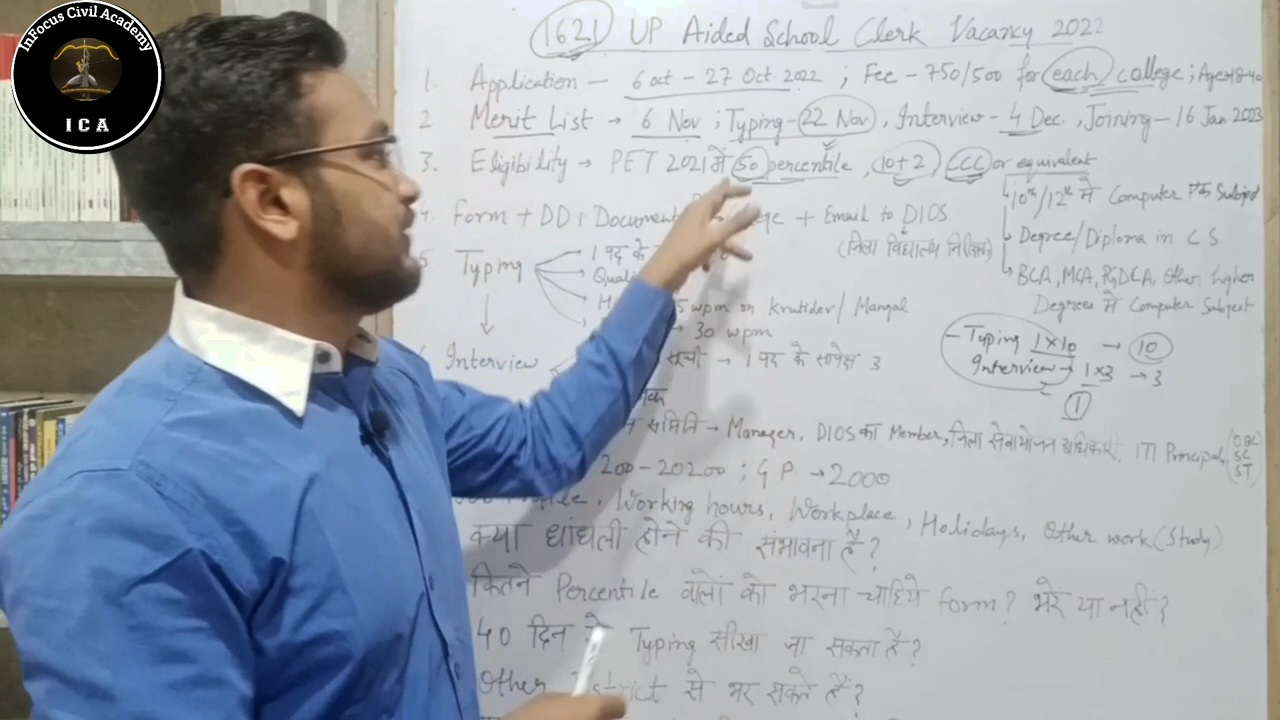 InFocus Civil Academy
ICA
1621 UP Aided School Clerk Vacancy 2022
1. Application — 6 oct - 27 Oct. 2022 ; Fee - 750/500 for each college ; Age→18-40
2 Merit List → 6 Nov ; Typing - 22 Nov , Interview - 4 Dec. , Joining - 16 Jan 2023
3. Eligibility → PET 2021 में 50 percentile , 10+2 , CCC or equivalent
10th/12th में Computer as Subject
4. Form + DD + Document + Email to DIOS.
(जिला विद्यालय निरीक्षक)
Degree/Diploma in C S.
5 Typing
1 पद के
BCA, MCA, PGDCA, Other higher
Degrees में Computer Subject
wpm on Krutidev / Mangal
→ 30 wpm
Typing 1×10 → 10
Interview → 1×3 → 3
1
Interview
सूची → 1 पद के सापेक्ष 3
समिति → Manager, DIOS का Member, जिला सेवायोजन अधिकारी, ITI Principal (OBC SC ST)
200 - 20200 ; G P → 2000
Working hours, Workplace, Holidays, Other work (Study)
क्या धांधली होने की संभावना है?
कितने Percentile वालों को भरना चाहिये form? भरें या नहीं?
40 दिन Typing सीखा जा सकता है?
Other से भर सकते हैं?